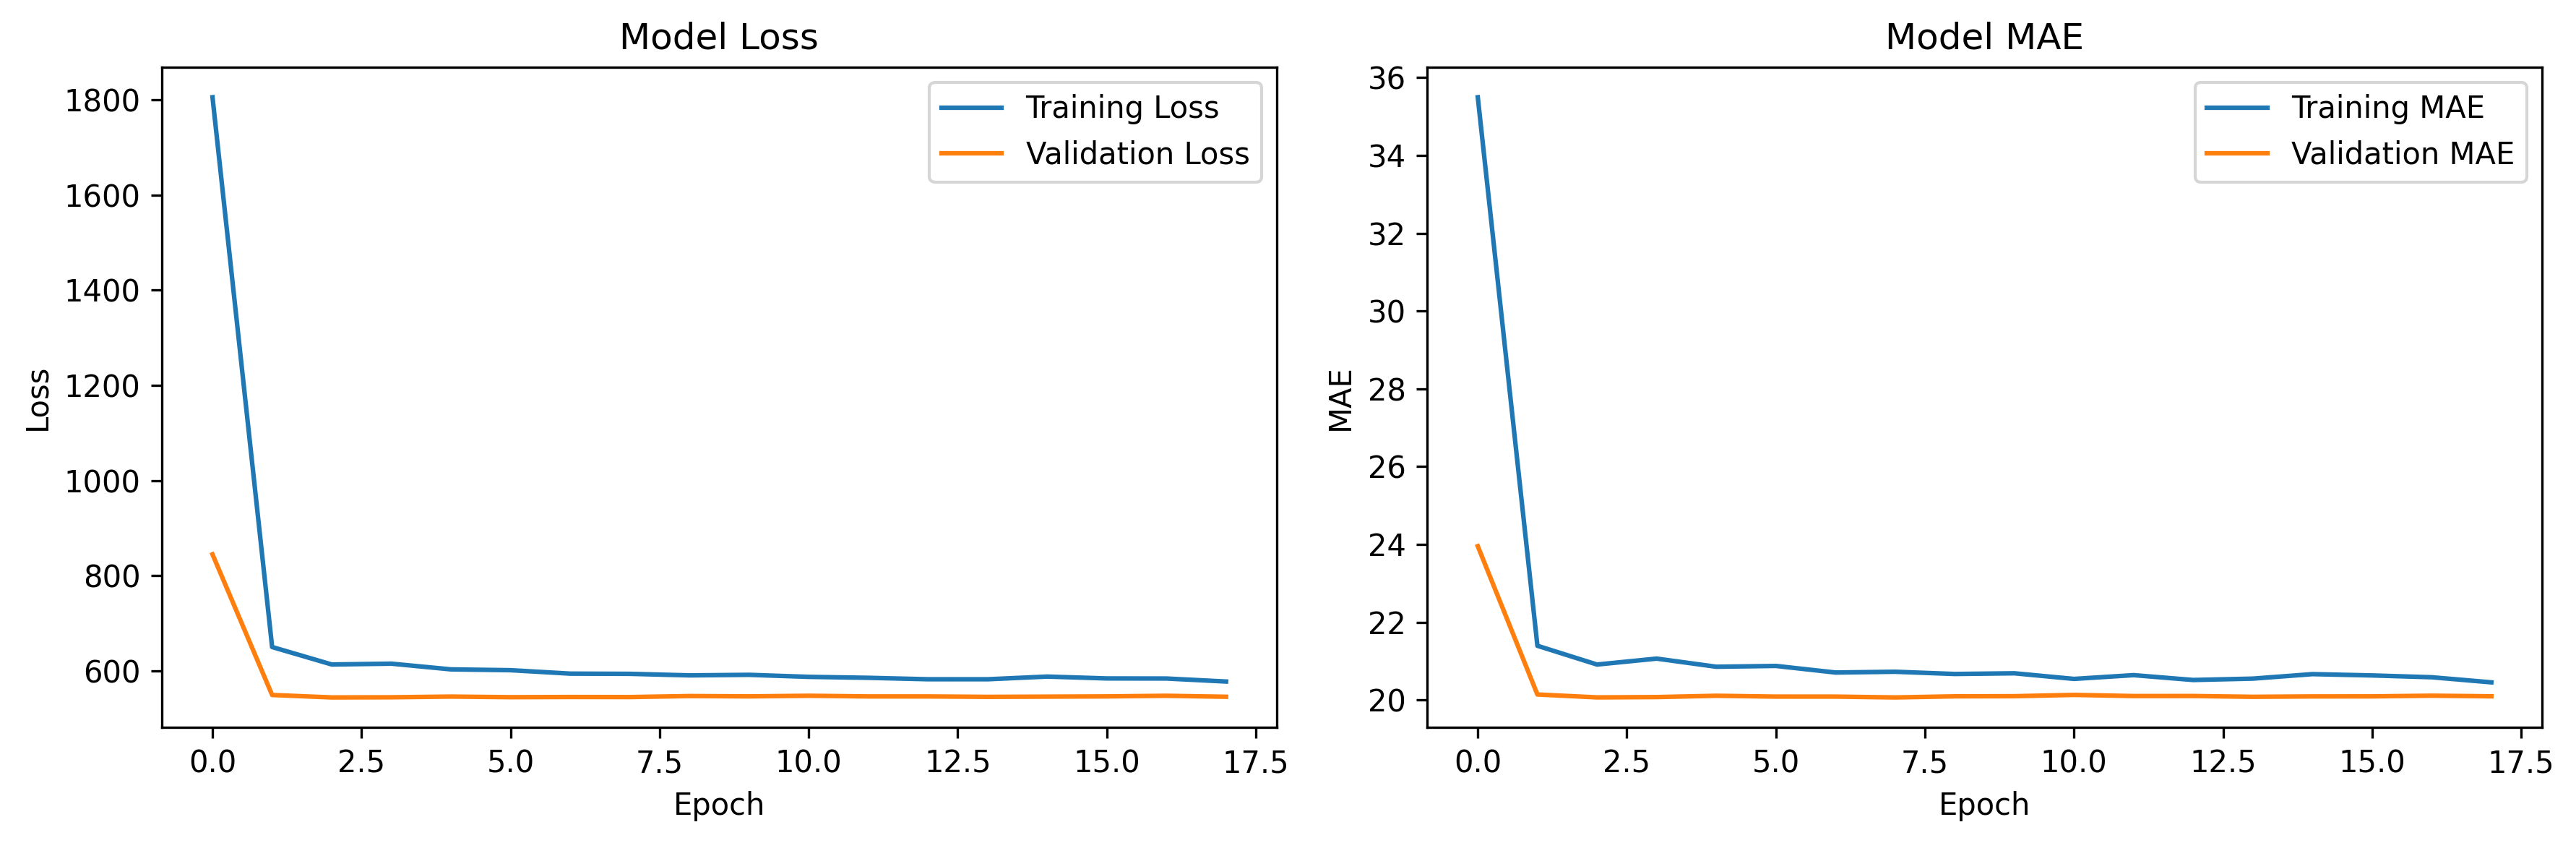 Model Loss
1800
1600
1400
1200
1000
800
600
Loss
Training Loss
Validation Loss
0.0 2.5 5.0 7.5 10.0 12.5 15.0 17.5
Epoch
Model MAE
36
34
32
30
28
26
24
22
20
MAE
Training MAE
Validation MAE
0.0 2.5 5.0 7.5 10.0 12.5 15.0 17.5
Epoch